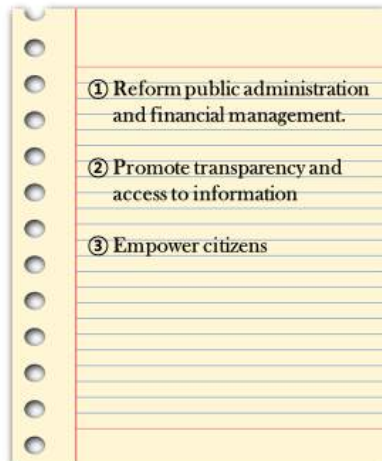 ① Reform public administration
and financial management.
② Promote transparency and
access to information
③ Empower citizens